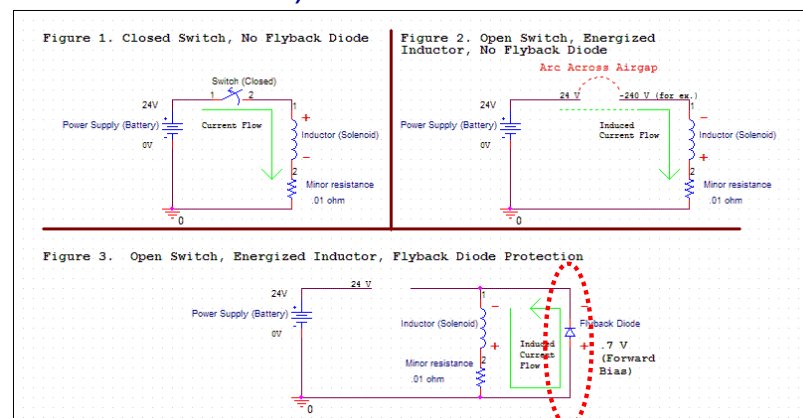 Figure 1. Closed Switch, No Flyback Diode
Switch (Closed)
1 2
24V
1
+
Power Supply (Battery)
+
Current Flow
Inductor (Solenoid)
-
0V
-
2
Minor resistance
.01 ohm
0
Figure 2. Open Switch, Energized
Inductor, No Flyback Diode
Arc Across Airgap
24 V
-240 V (for ex.)
24V
1
-
Power Supply (Battery)
+
Induced
Current Flow
Inductor (Solenoid)
0V
-
+
2
Minor resistance
.01 ohm
0
Figure 3. Open Switch, Energized Inductor, Flyback Diode Protection
24 V
24V
1
-
-
Power Supply (Battery)
+
Inductor (Solenoid)
Flyback Diode
0V
-
+
Induced
Current
Flow
+
.7 V
(Forward
Bias)
2
Minor resistance
.01 ohm
0